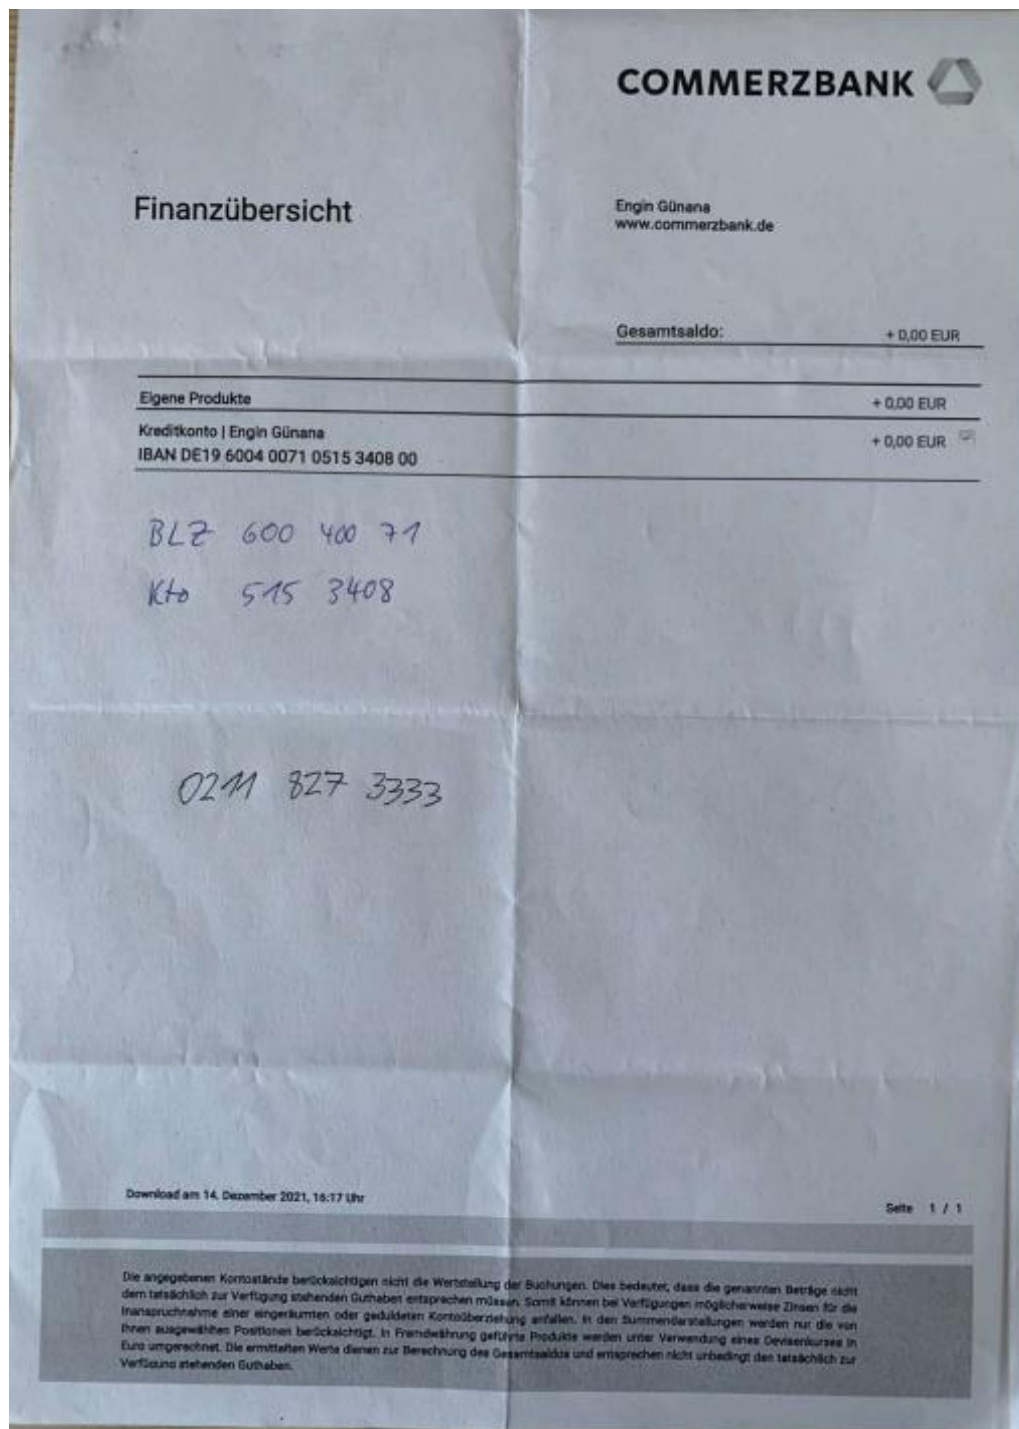 COMMERZBANK
Finanzübersicht
Engin Günana
www.commerzbank.de
Gesamtsaldo: + 0,00 EUR
Eigene Produkte + 0,00 EUR
Kreditkonto | Engin Günana
IBAN DE19 6004 0071 0515 3408 00 + 0,00 EUR
BLZ 600 400 71
Kto 515 3408
0211 827 3333
Download am 14. Dezember 2021, 16:17 Uhr
Seite 1 / 1
Die angegebenen Kontostände berücksichtigen nicht die Wertstellung der Buchungen. Dies bedeutet, dass die genannten Beträge nicht
dem tatsächlich zur Verfügung stehenden Guthaben entsprechen müssen. Somit können bei Verfügungen möglicherweise Zinsen für die
Inanspruchnahme einer eingeräumten oder geduldeten Kontoüberziehung anfallen. In den Summendarstellungen werden nur die von
Ihnen ausgewählten Positionen berücksichtigt. In Fremdwährung geführte Produkte werden unter Verwendung eines Devisenkurses in
Euro umgerechnet. Die ermittelten Werte dienen zur Berechnung des Gesamtsaldos und entsprechen nicht unbedingt den tatsächlich zur
Verfügung stehenden Guthaben.